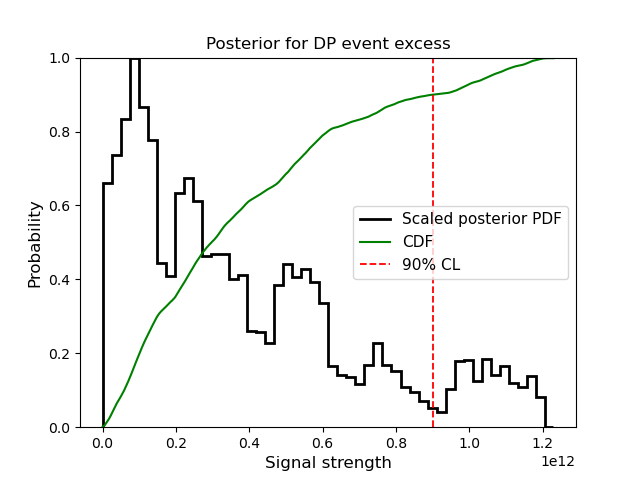 Posterior for DP event excess
1.0
0.8
0.6
0.4
0.2
0.0
Probability
Scaled posterior PDF
CDF
90% CL
0.0 0.2 0.4 0.6 0.8 1.0 1.2
1e12
Signal strength